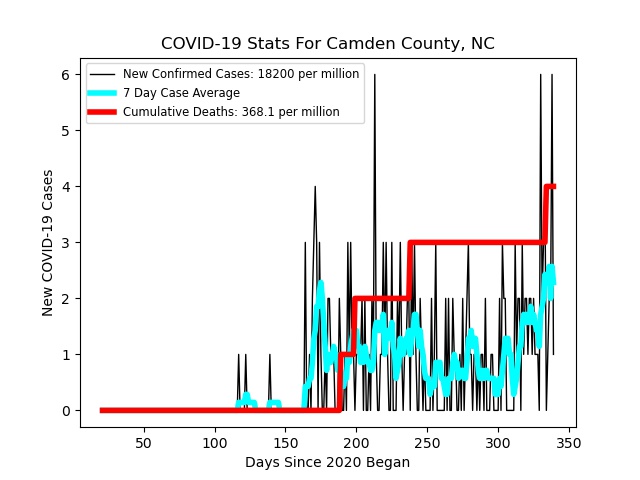 COVID-19 Stats For Camden County, NC
New Confirmed Cases: 18200 per million
7 Day Case Average
Cumulative Deaths: 368.1 per million
New COVID-19 Cases
6
5
4
3
2
1
0
50
100
150
200
250
300
350
Days Since 2020 Began